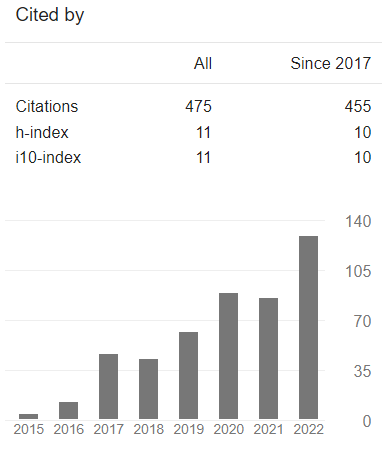 Cited by
All Since 2017
Citations 475 455
h-index 11 10
i10-index 11 10
140
105
70
35
0
2015 2016 2017 2018 2019 2020 2021 2022